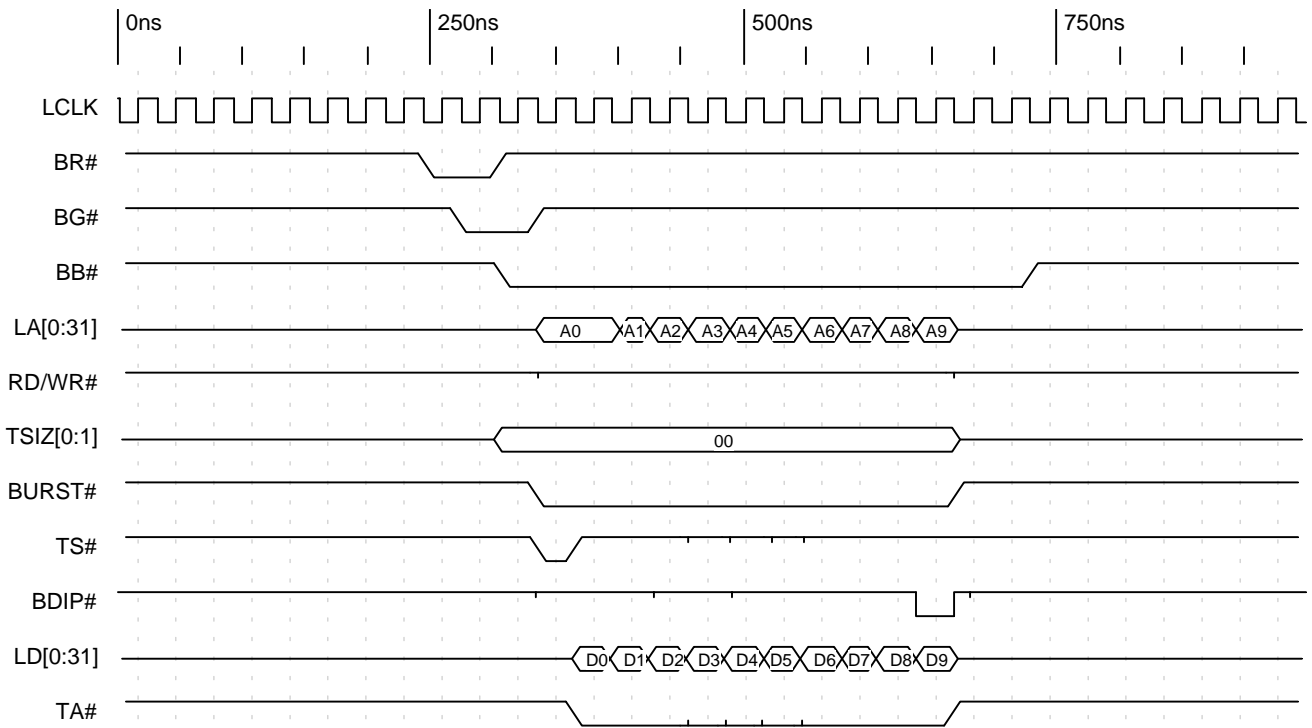 0ns 250ns 500ns 750ns
LCLK
BR#
BG#
BB#
LA[0:31] A0 A1 A2 A3 A4 A5 A6 A7 A8 A9
RD/WR#
TSIZ[0:1] 00
BURST#
TS#
BDIP#
LD[0:31] D0 D1 D2 D3 D4 D5 D6 D7 D8 D9
TA#